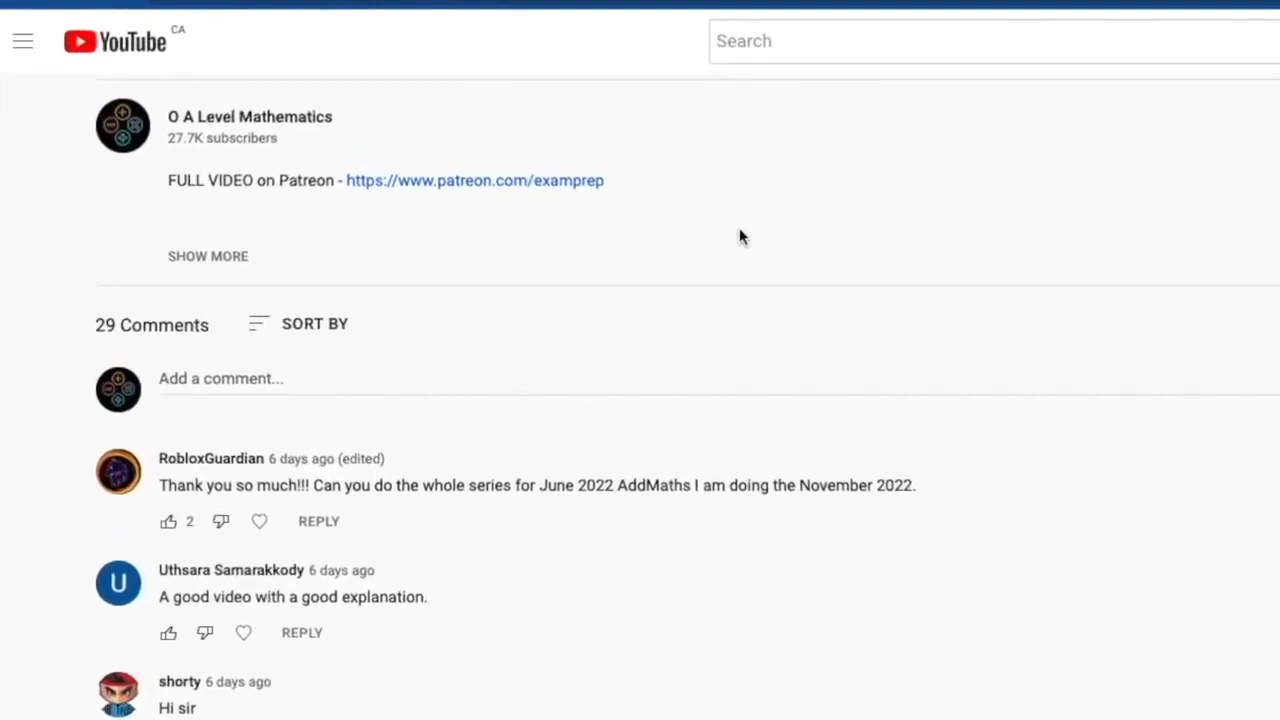 YouTube CA
Search
O A Level Mathematics
27.7K subscribers
FULL VIDEO on Patreon - https://www.patreon.com/examprep
SHOW MORE
29 Comments SORT BY
Add a comment...
RobloxGuardian 6 days ago (edited)
Thank you so much!!! Can you do the whole series for June 2022 AddMaths I am doing the November 2022.
2 REPLY
U
Uthsara Samarakkody 6 days ago
A good video with a good explanation.
REPLY
shorty 6 days ago
Hi sir